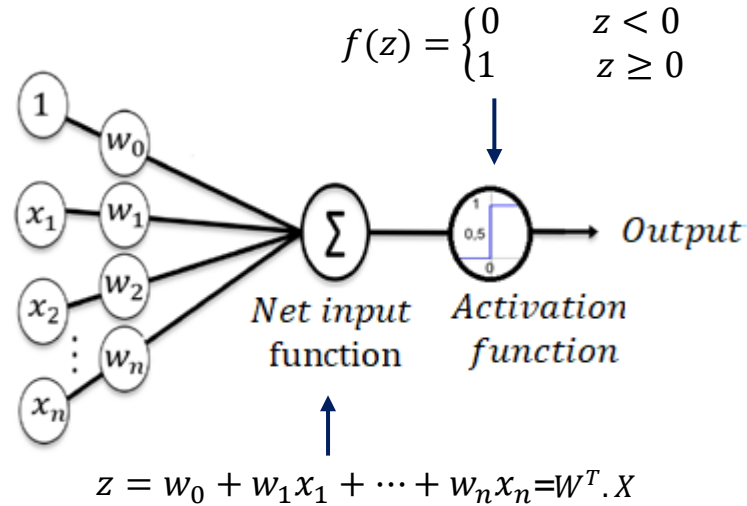 f(z) = {0 z < 0
1 z ≥ 0
1
w₀
x₁ w₁
x₂ w₂
⋮
wₙ
xₙ
∑
1
0,5
0
Output
Net input
function
Activation
function
z = w₀ + w₁x₁ + ⋯ + wₙxₙ=Wᵀ.X